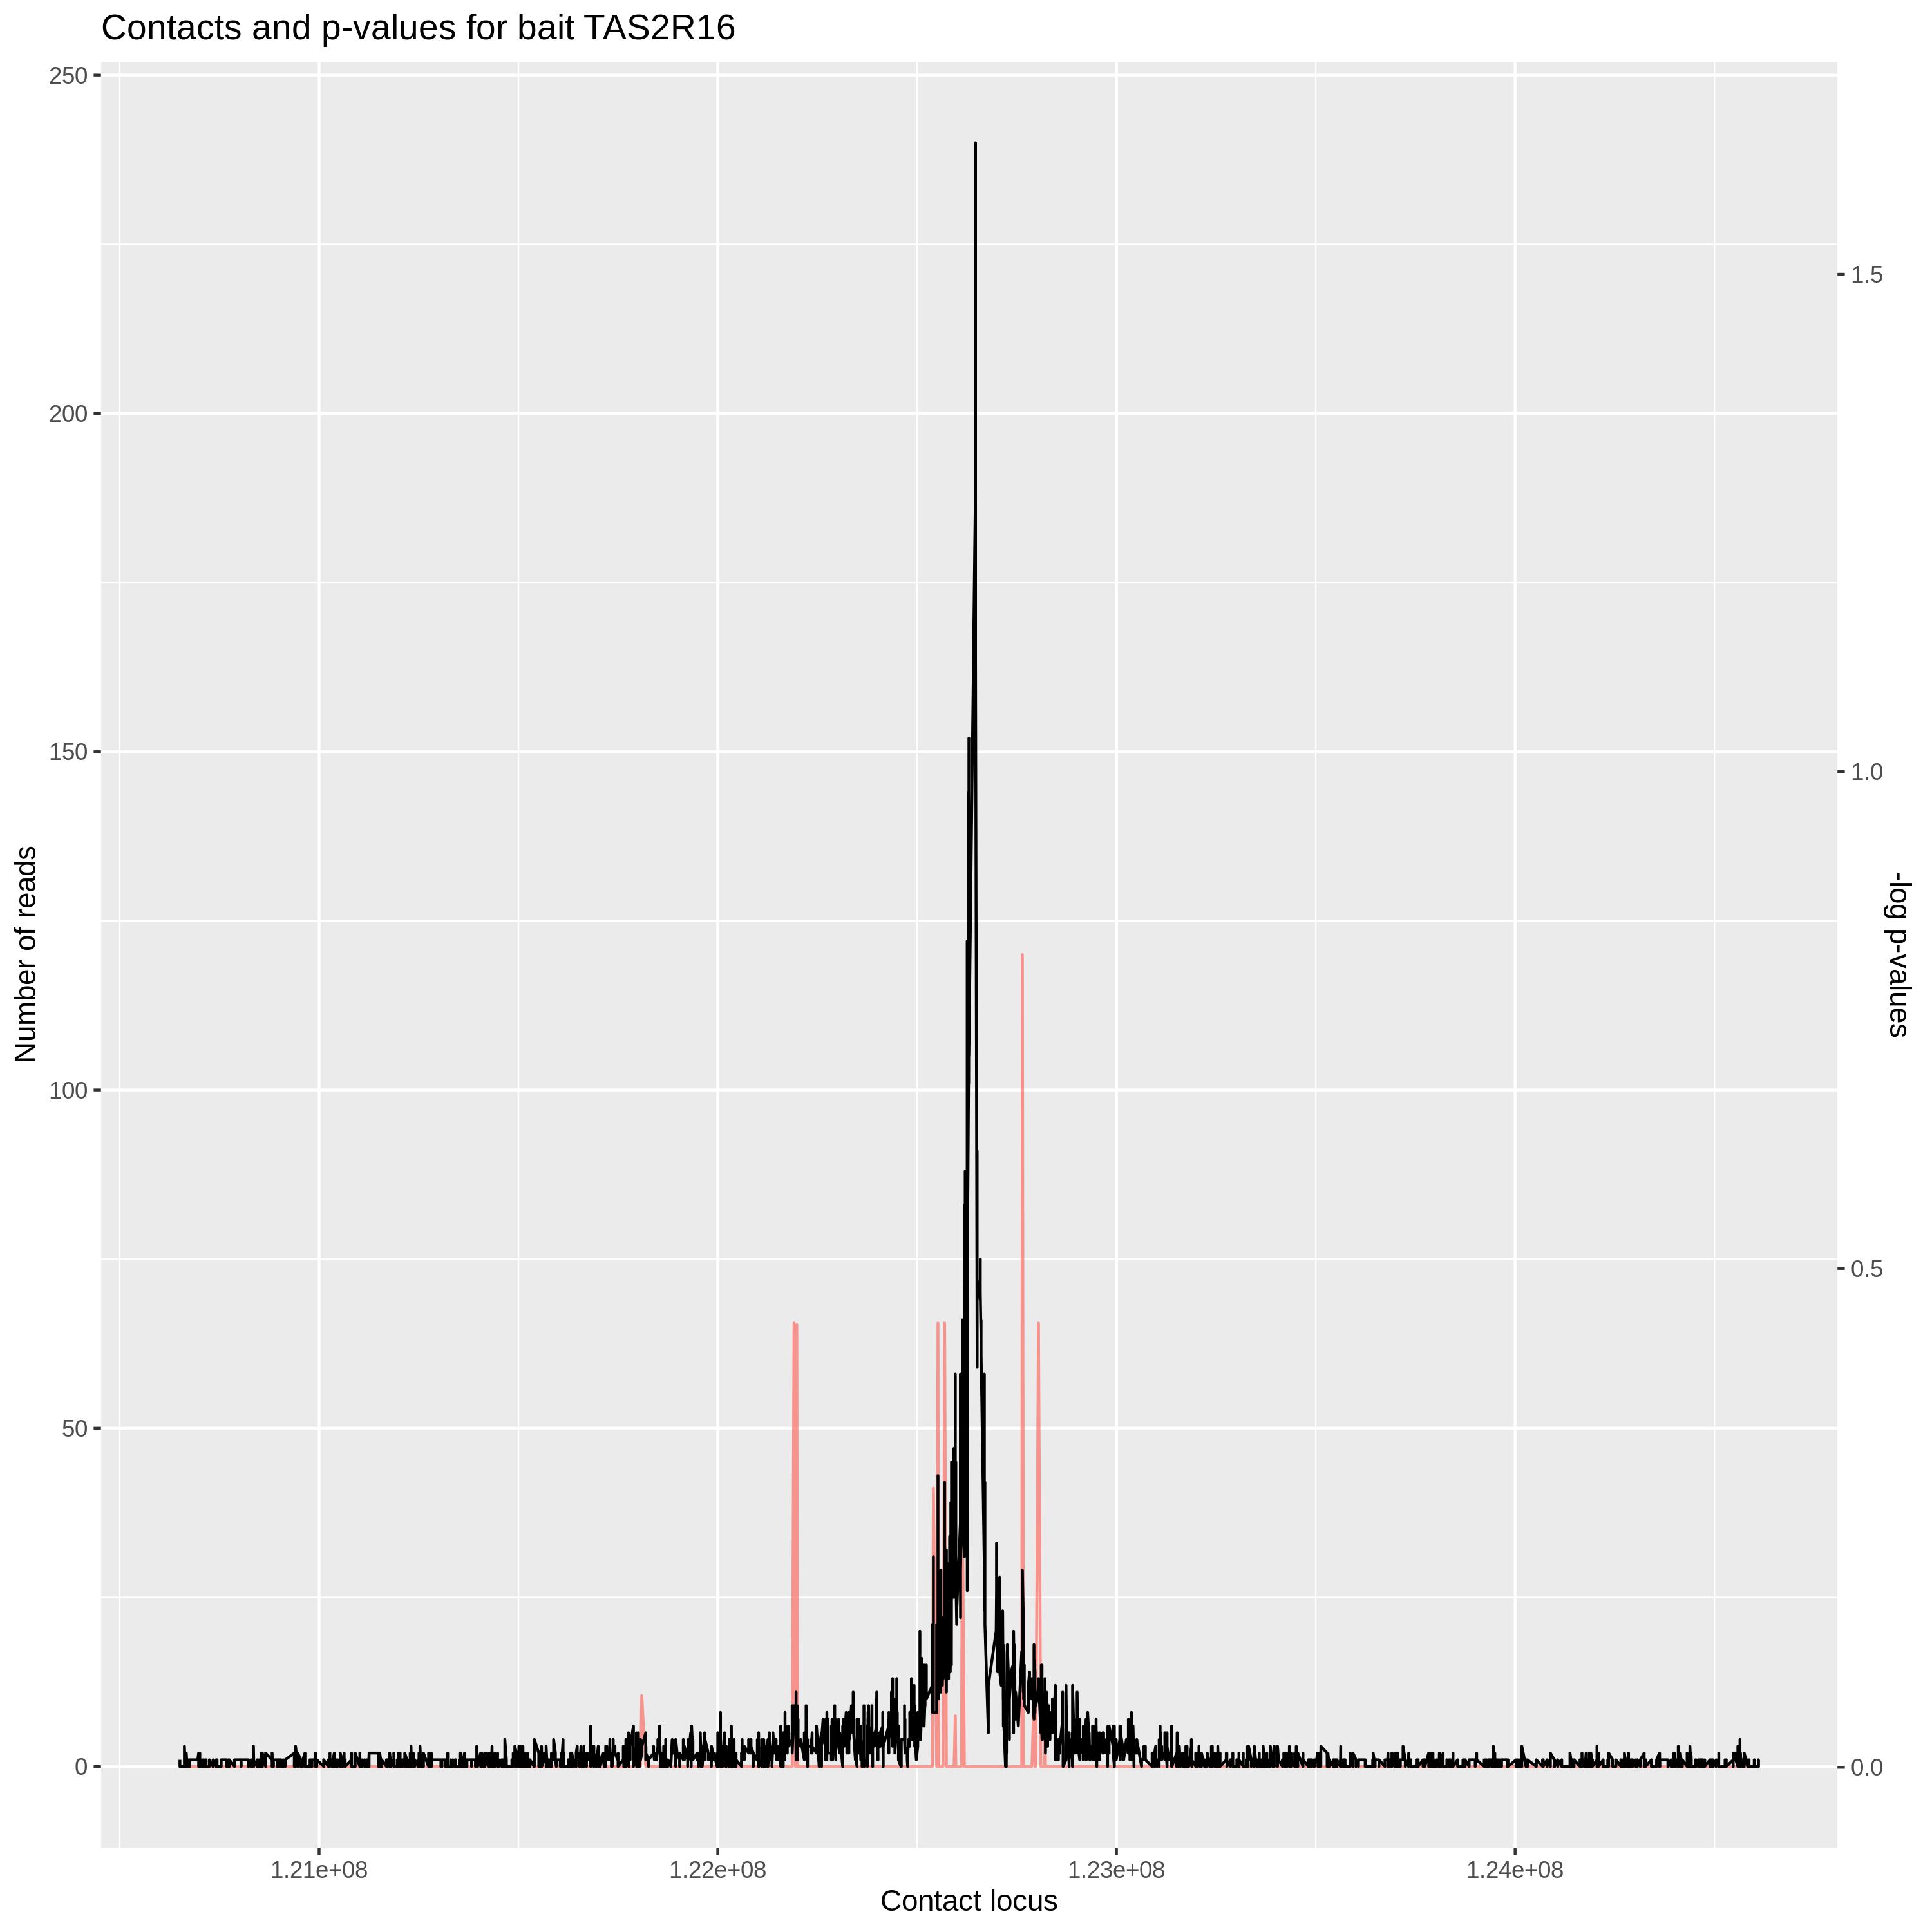 Contacts and p-values for bait TAS2R16
250
200
150
100
50
0
Number of reads
1.5
1.0
0.5
0.0
-log p-values
1.21e+08
1.22e+08
1.23e+08
1.24e+08
Contact locus